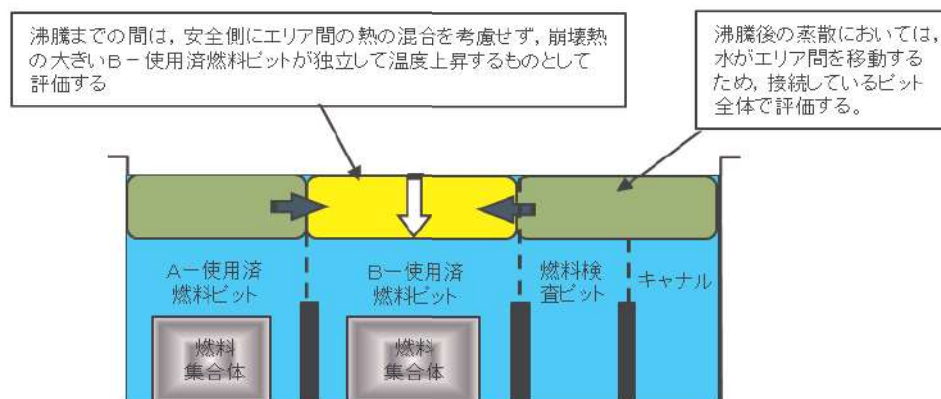 沸騰までの間は，安全側にエリア間の熱の混合を考慮せず，崩壊熱
の大きいB－使用済燃料ピットが独立して温度上昇するものとして
評価する
沸騰後の蒸散においては，
水がエリア間を移動する
ため，接続しているピット
全体で評価する。
A－使用済
燃料ピット
B－使用済
燃料ピット
燃料検
査ピット
キャナル
燃料
集合体
燃料
集合体